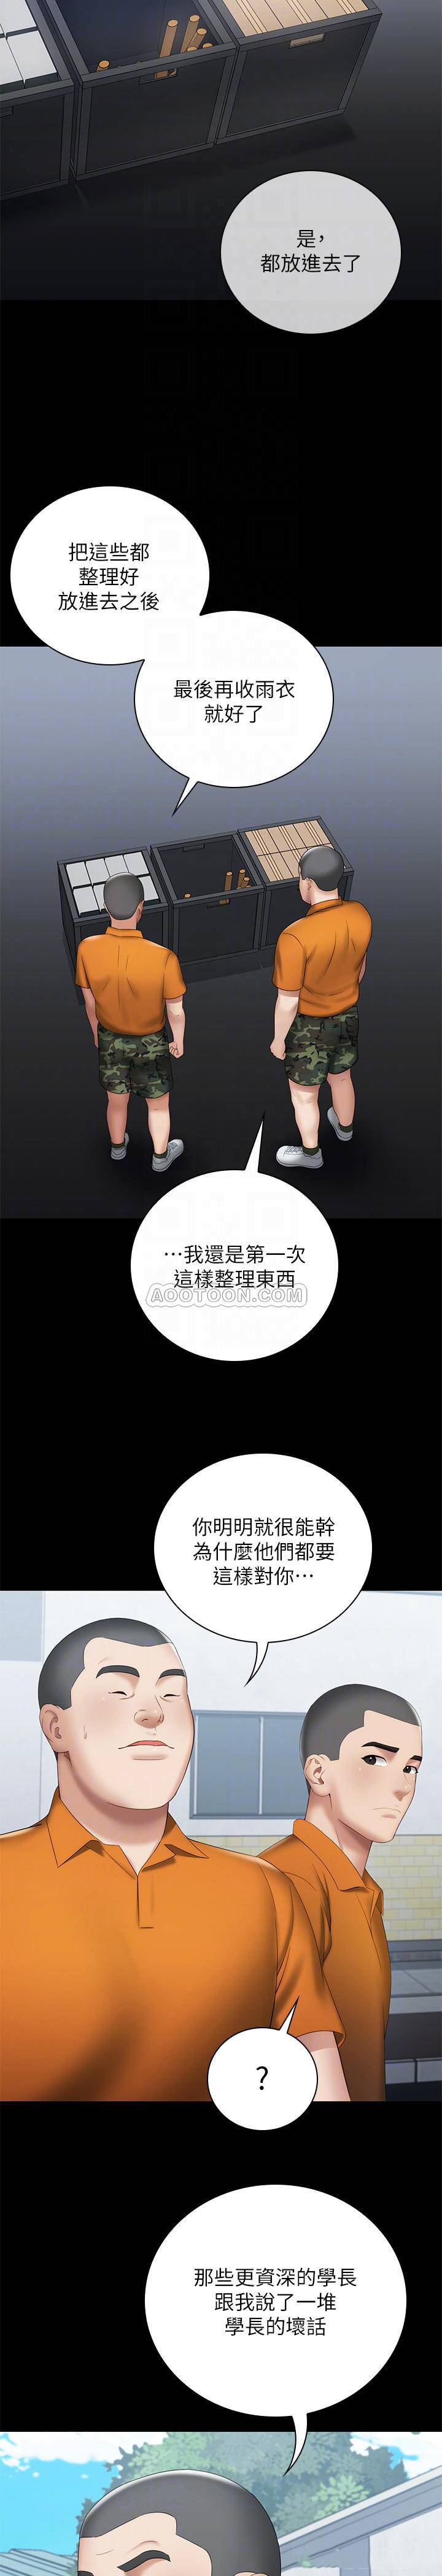 是，
都放進去了
把這些都
整理好
放進去之後
最後再收雨衣
就好了
…我還是第一次
這樣整理東西
AOOTOON.COM
你明明就很能幹
為什麼他們都要
這樣對你…
?
那些更資深的學長
跟我說了一堆
學長的壞話